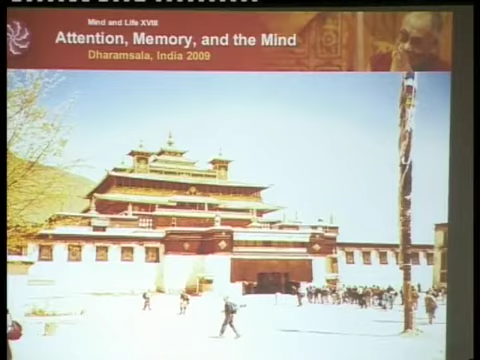 Mind and Life XVIII
Attention, Memory, and the Mind
Dharamsala, India 2009